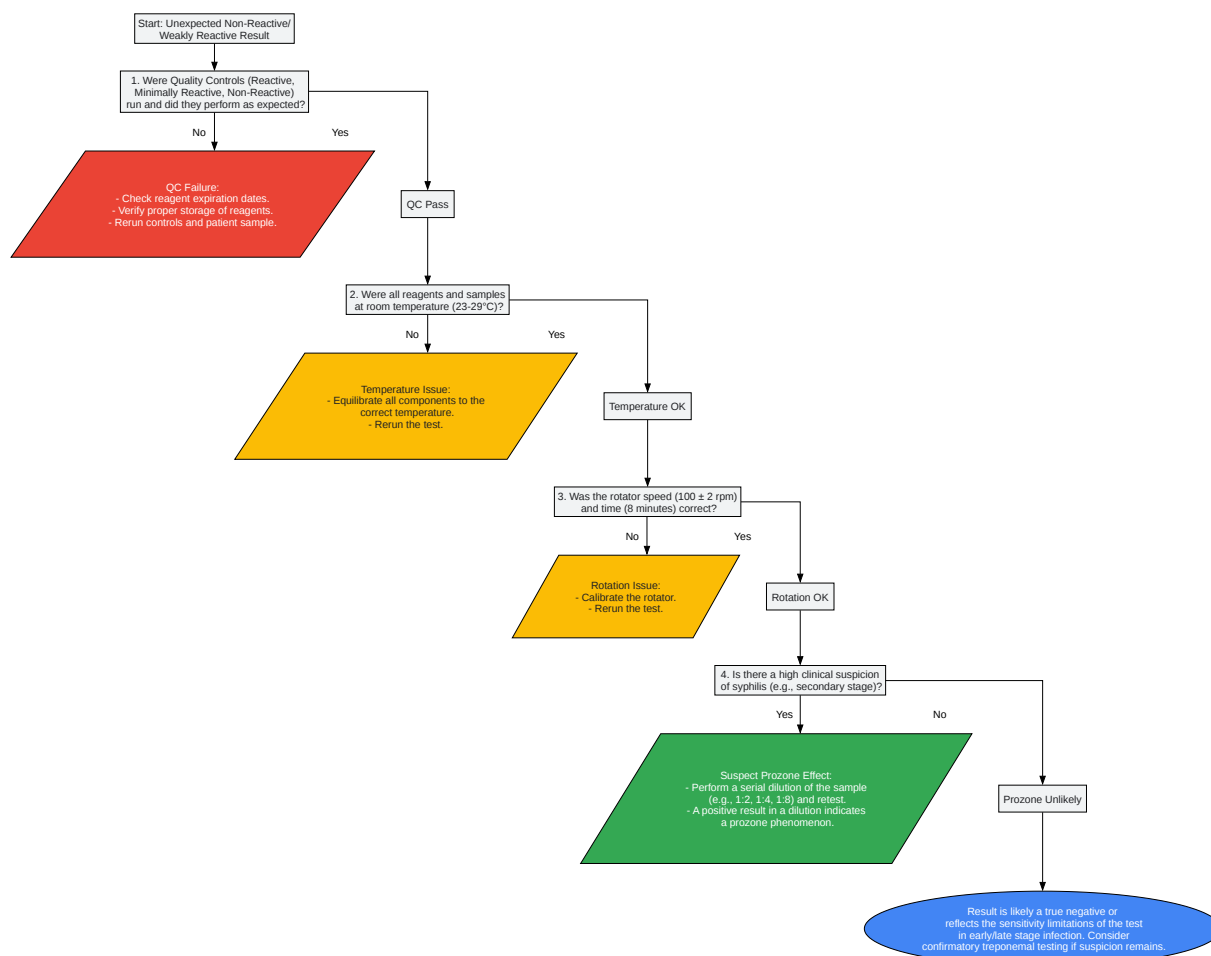 Start: Unexpected Non-Reactive/
Weakly Reactive Result
1. Were Quality Controls (Reactive,
Minimally Reactive, Non-Reactive)
run and did they perform as expected?
No
Yes
QC Failure:
- Check reagent expiration dates.
- Verify proper storage of reagents.
- Rerun controls and patient sample.
QC Pass
2. Were all reagents and samples
at room temperature (23-29°C)?
No
Yes
Temperature Issue:
- Equilibrate all components to the
correct temperature.
- Rerun the test.
Temperature OK
3. Was the rotator speed (100 ± 2 rpm)
and time (8 minutes) correct?
No
Yes
Rotation Issue:
- Calibrate the rotator.
- Rerun the test.
Rotation OK
4. Is there a high clinical suspicion
of syphilis (e.g., secondary stage)?
Yes
No
Suspect Prozone Effect:
- Perform a serial dilution of the sample
(e.g., 1:2, 1:4, 1:8) and retest.
- A positive result in a dilution indicates
a prozone phenomenon.
Prozone Unlikely
Result is likely a true negative or
reflects the sensitivity limitations of the test
in early/late stage infection. Consider
confirmatory treponemal testing if suspicion remains.